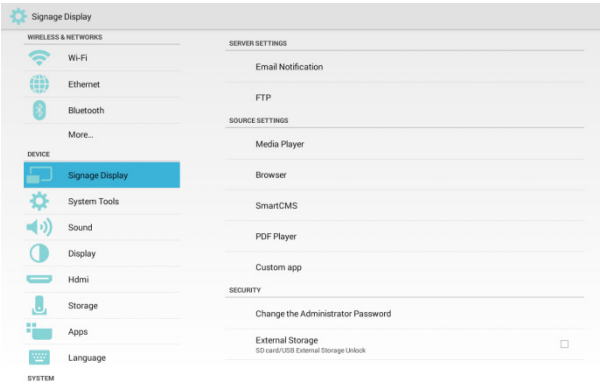 Signage Display
WIRELESS & NETWORKS
Wi-Fi
Ethernet
Bluetooth
More...
DEVICE
Signage Display
System Tools
Sound
Display
Hdmi
Storage
Apps
Language
SYSTEM
SERVER SETTINGS
Email Notification
FTP
SOURCE SETTINGS
Media Player
Browser
SmartCMS
PDF Player
Custom app
SECURITY
Change the Administrator Password
External Storage
SD card/USB External Storage Unlock